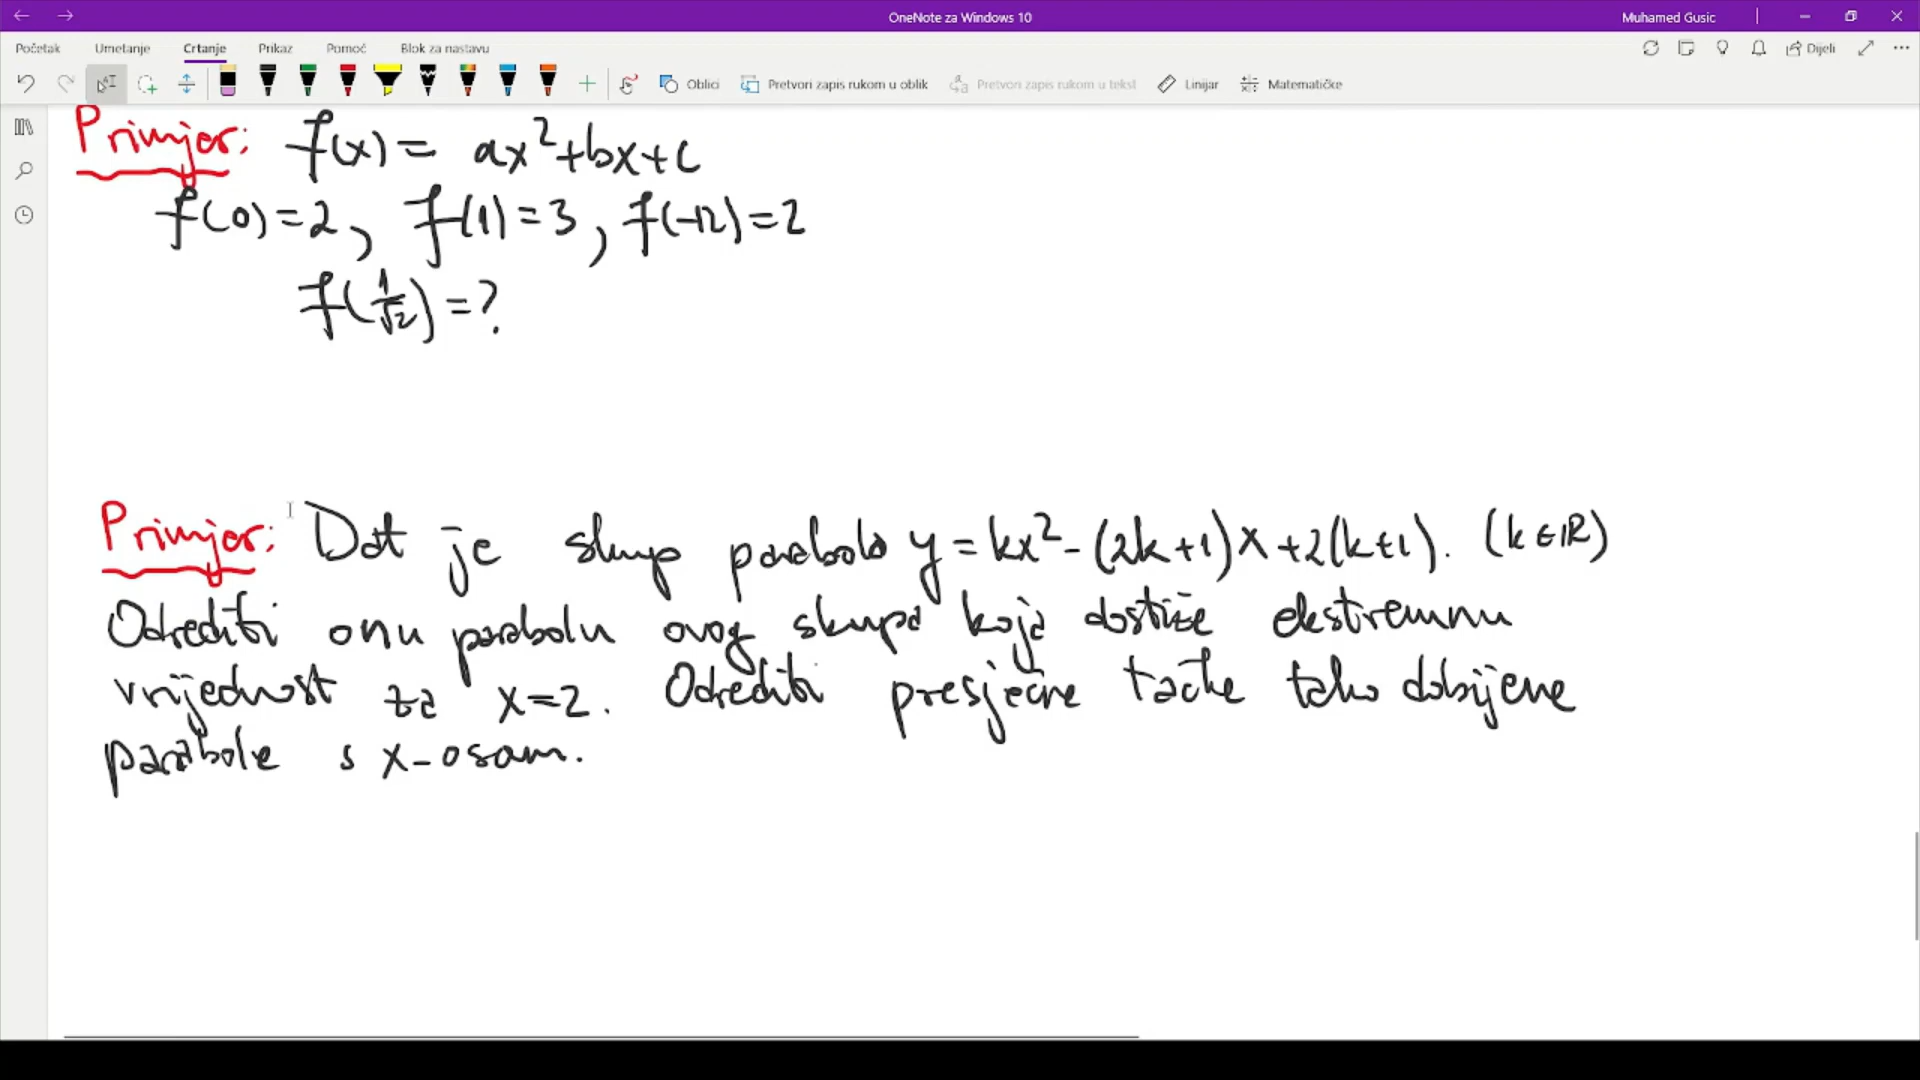 OneNote za Windows 10
Muhamed Gusic
Početak Umetanje Crtanje Prikaz Pomoć Blok za nastavu
Dijeli
Oblici Pretvori zapis rukom u oblik Pretvori zapis rukom u tekst Linijar Matematičke
Primjer: f(x) = ax²+bx+c
f(0)=2, f(1)=3, f(-12)=2
f(1/√2)=?
Primjer: Dat je skup parabola y=kx²-(2k+1)x+2(k+1). (k∈ℝ)
Odrediti onu parabolu ovog skupa koja dostiže ekstremnu
vrijednost za x=2. Odrediti presječne tačke tako dobijene
parabole s x-osom.